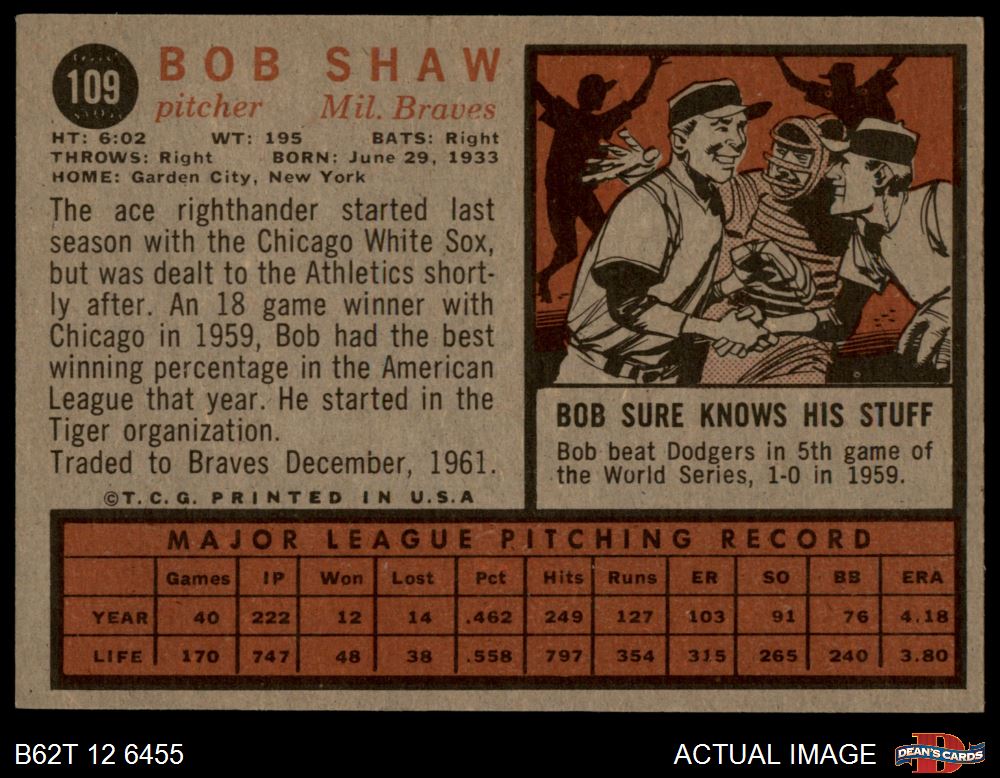 109
BOB SHAW
pitcher Mil. Braves
HT: 6:02 WT: 195 BATS: Right
THROWS: Right BORN: June 29, 1933
HOME: Garden City, New York
The ace righthander started last
season with the Chicago White Sox,
but was dealt to the Athletics short-
ly after. An 18 game winner with
Chicago in 1959, Bob had the best
winning percentage in the American
League that year. He started in the
Tiger organization.
Traded to Braves December, 1961.
©T.C.G. PRINTED IN U.S.A
BOB SURE KNOWS HIS STUFF
Bob beat Dodgers in 5th game of
the World Series, 1-0 in 1959.
MAJOR LEAGUE PITCHING RECORD
Games IP Won Lost Pct Hits Runs ER SO BB ERA
YEAR 40 222 12 14 .462 249 127 103 91 76 4.18
LIFE 170 747 48 38 .558 797 354 315 265 240 3.80
B62T 12 6455 ACTUAL IMAGE DEAN'S CARDS